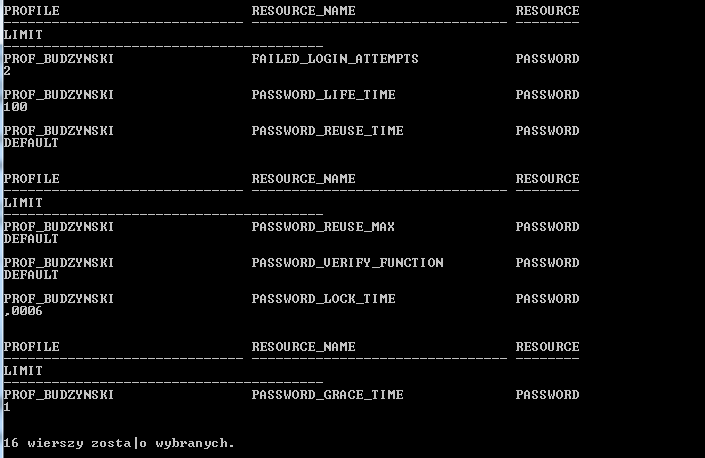 PROFILE RESOURCE_NAME RESOURCE
LIMIT
PROF_BUDZYNSKI FAILED_LOGIN_ATTEMPTS PASSWORD
2
PROF_BUDZYNSKI PASSWORD_LIFE_TIME PASSWORD
100
PROF_BUDZYNSKI PASSWORD_REUSE_TIME PASSWORD
DEFAULT
PROFILE RESOURCE_NAME RESOURCE
LIMIT
PROF_BUDZYNSKI PASSWORD_REUSE_MAX PASSWORD
DEFAULT
PROF_BUDZYNSKI PASSWORD_VERIFY_FUNCTION PASSWORD
DEFAULT
PROF_BUDZYNSKI PASSWORD_LOCK_TIME PASSWORD
,0006
PROFILE RESOURCE_NAME RESOURCE
LIMIT
PROF_BUDZYNSKI PASSWORD_GRACE_TIME PASSWORD
1
16 wierszy zosta|o wybranych.